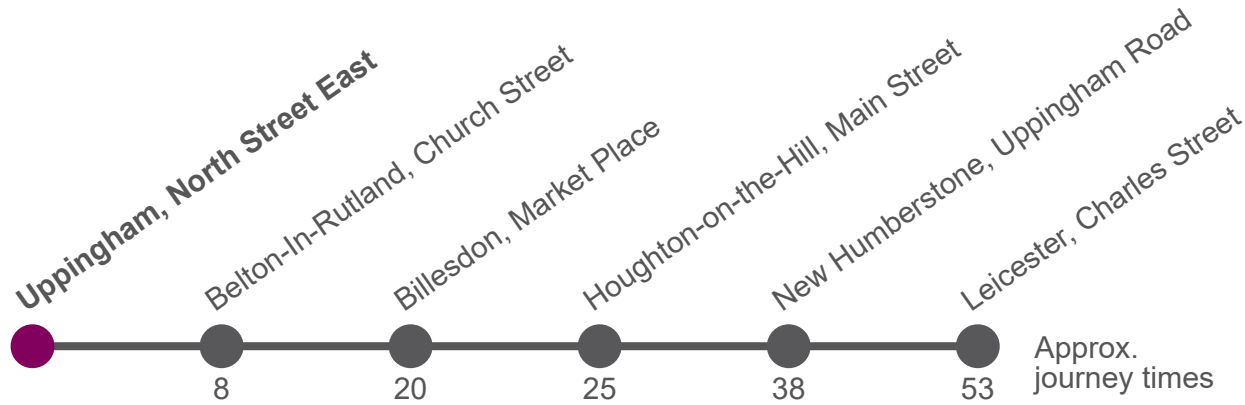 Uppingham, North Street East
Belton-In-Rutland, Church Street
Billesdon, Market Place
Houghton-on-the-Hill, Main Street
New Humberstone, Uppingham Road
Leicester, Charles Street
8
20
25
38
53
Approx.
journey times